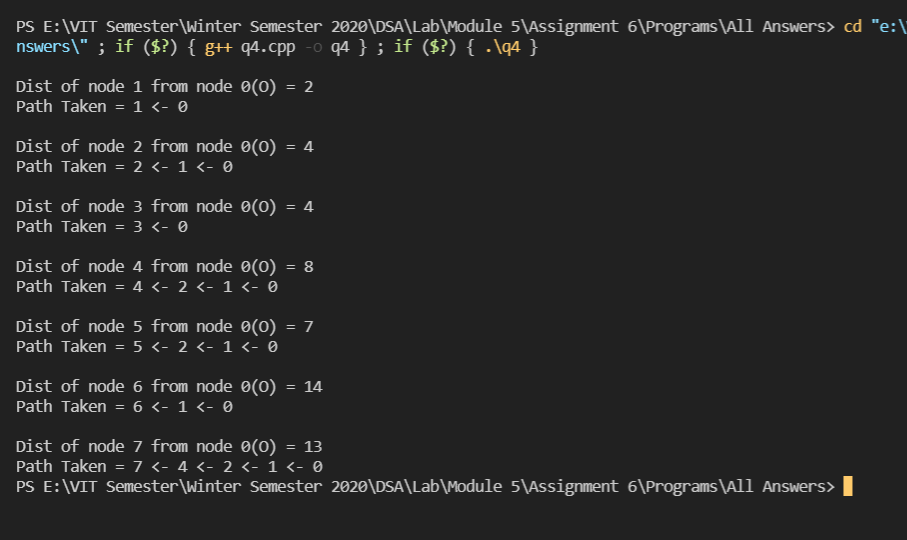 PS E:\VIT Semester\Winter Semester 2020\DSA\Lab\Module 5\Assignment 6\Programs\All Answers> cd "e:\
nswers\" ; if ($?) { g++ q4.cpp -o q4 } ; if ($?) { .\q4 }
Dist of node 1 from node 0(O) = 2
Path Taken = 1 <- 0
Dist of node 2 from node 0(O) = 4
Path Taken = 2 <- 1 <- 0
Dist of node 3 from node 0(O) = 4
Path Taken = 3 <- 0
Dist of node 4 from node 0(O) = 8
Path Taken = 4 <- 2 <- 1 <- 0
Dist of node 5 from node 0(O) = 7
Path Taken = 5 <- 2 <- 1 <- 0
Dist of node 6 from node 0(O) = 14
Path Taken = 6 <- 1 <- 0
Dist of node 7 from node 0(O) = 13
Path Taken = 7 <- 4 <- 2 <- 1 <- 0
PS E:\VIT Semester\Winter Semester 2020\DSA\Lab\Module 5\Assignment 6\Programs\All Answers>